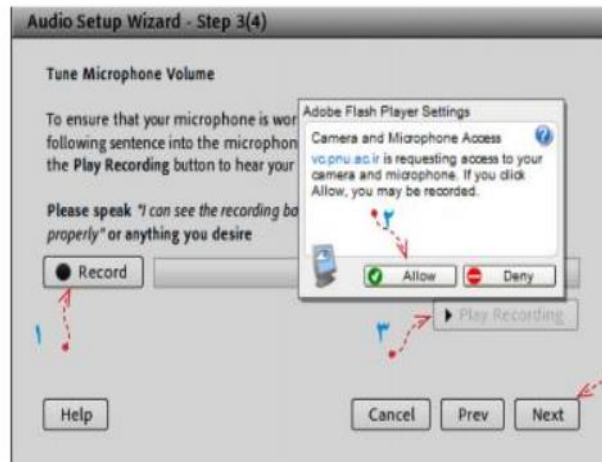 Audio Setup Wizard - Step 3(4)
Tune Microphone Volume
To ensure that your microphone is wor
following sentence into the microphon
the Play Recording button to hear your
Please speak "I can see the recording ba
properly" or anything you desire
Adobe Flash Player Settings
Camera and Microphone Access
?
vc.pnu.ac.ir is requesting access to your
camera and microphone. If you click
Allow, you may be recorded.
۲
Allow
Deny
Record
۱
۳
Play Recording
Help
Cancel
Prev
Next